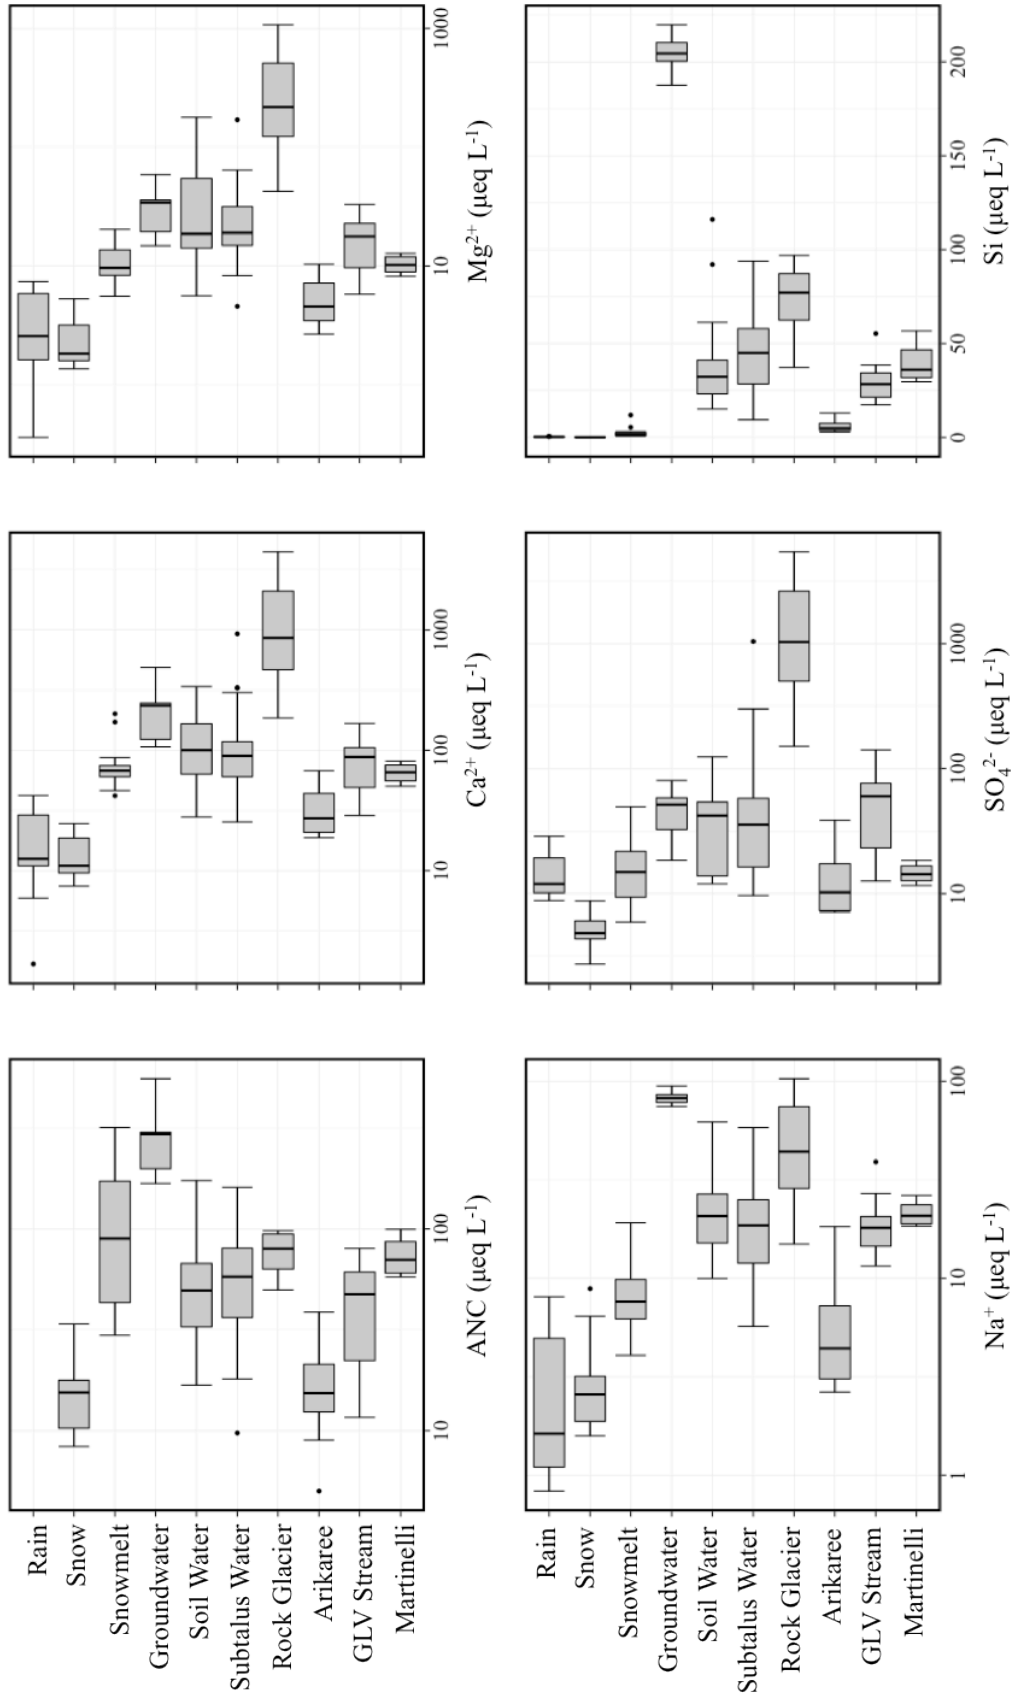 Rain
Snow
Snowmelt
Groundwater
Soil Water
Subtalus Water
Rock Glacier
Arikaree
GLV Stream
Martinelli
10
100
ANC (μeq L⁻¹)
10
100
1000
Ca²⁺ (μeq L⁻¹)
10
1000
Mg²⁺ (μeq L⁻¹)
Rain
Snow
Snowmelt
Groundwater
Soil Water
Subtalus Water
Rock Glacier
Arikaree
GLV Stream
Martinelli
1
10
100
Na⁺ (μeq L⁻¹)
10
100
1000
SO₄²⁻ (μeq L⁻¹)
0
50
100
150
200
Si (μeq L⁻¹)